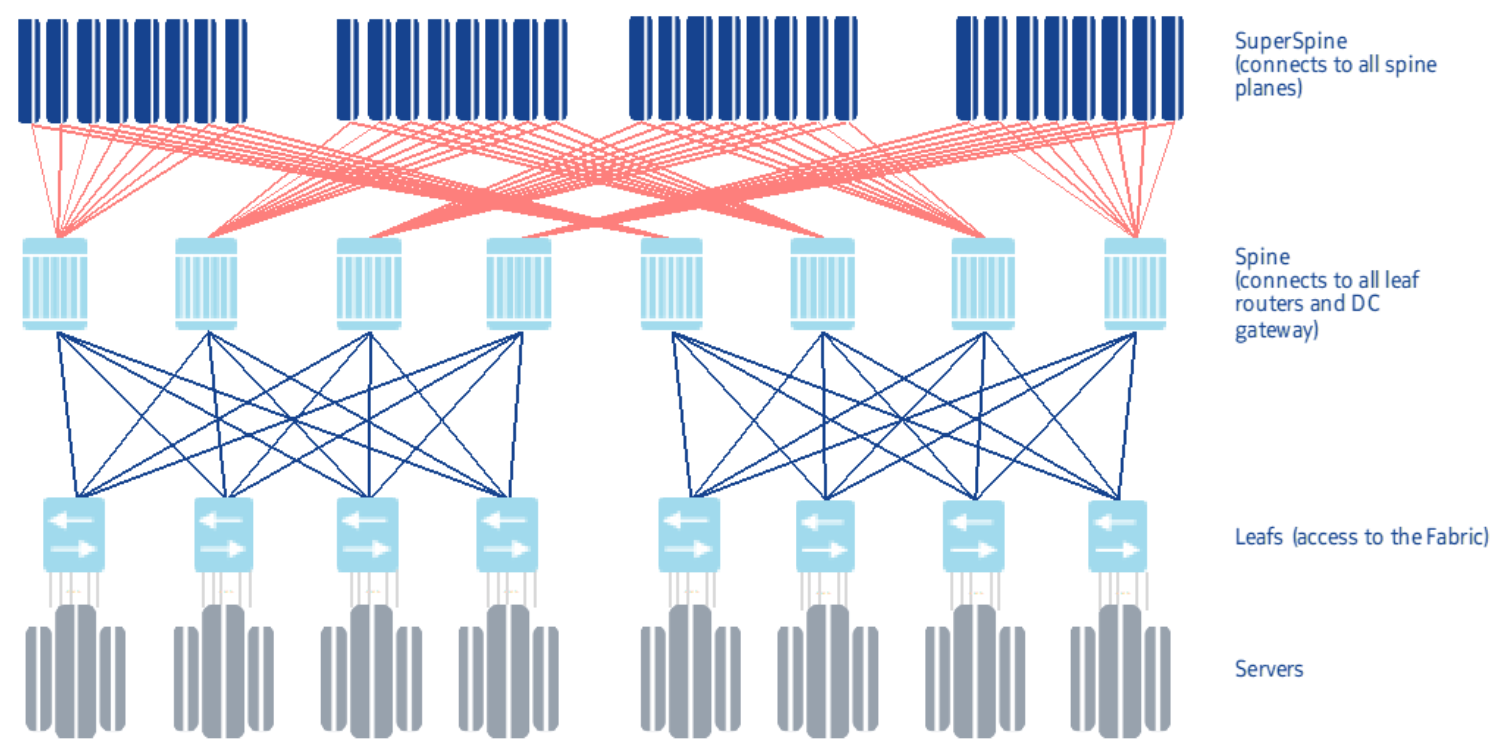 SuperSpine
(connects to all spine
planes)
Spine
(connects to all leaf
routers and DC
gateway)
Leafs (access to the Fabric)
Servers